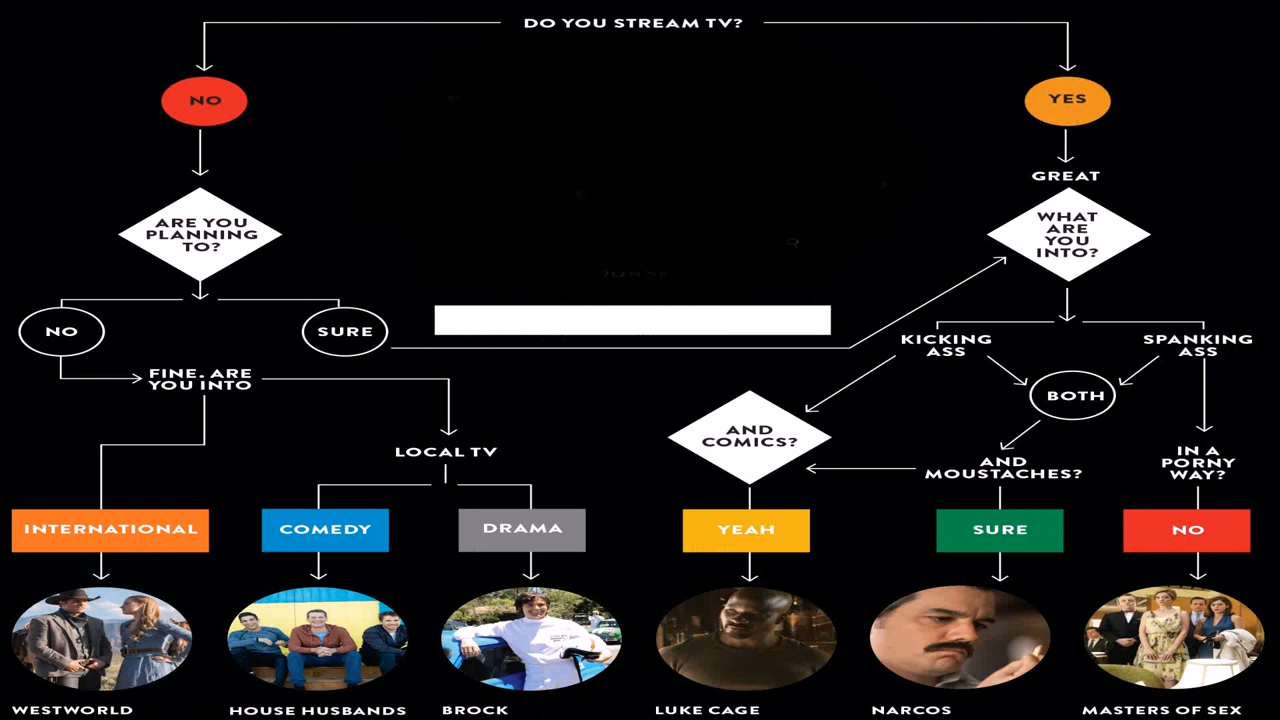 DO YOU STREAM TV?
NO
YES
GREAT
ARE YOU
PLANNING
TO?
WHAT
ARE
YOU
INTO?
NO
SURE
KICKING
ASS
SPANKING
ASS
FINE. ARE
YOU INTO
BOTH
AND
COMICS?
LOCAL TV
AND
MOUSTACHES?
IN A
PORNY
WAY?
INTERNATIONAL
COMEDY
DRAMA
YEAH
SURE
NO
WESTWORLD
HOUSE HUSBANDS
BROCK
LUKE CAGE
NARCOS
MASTERS OF SEX